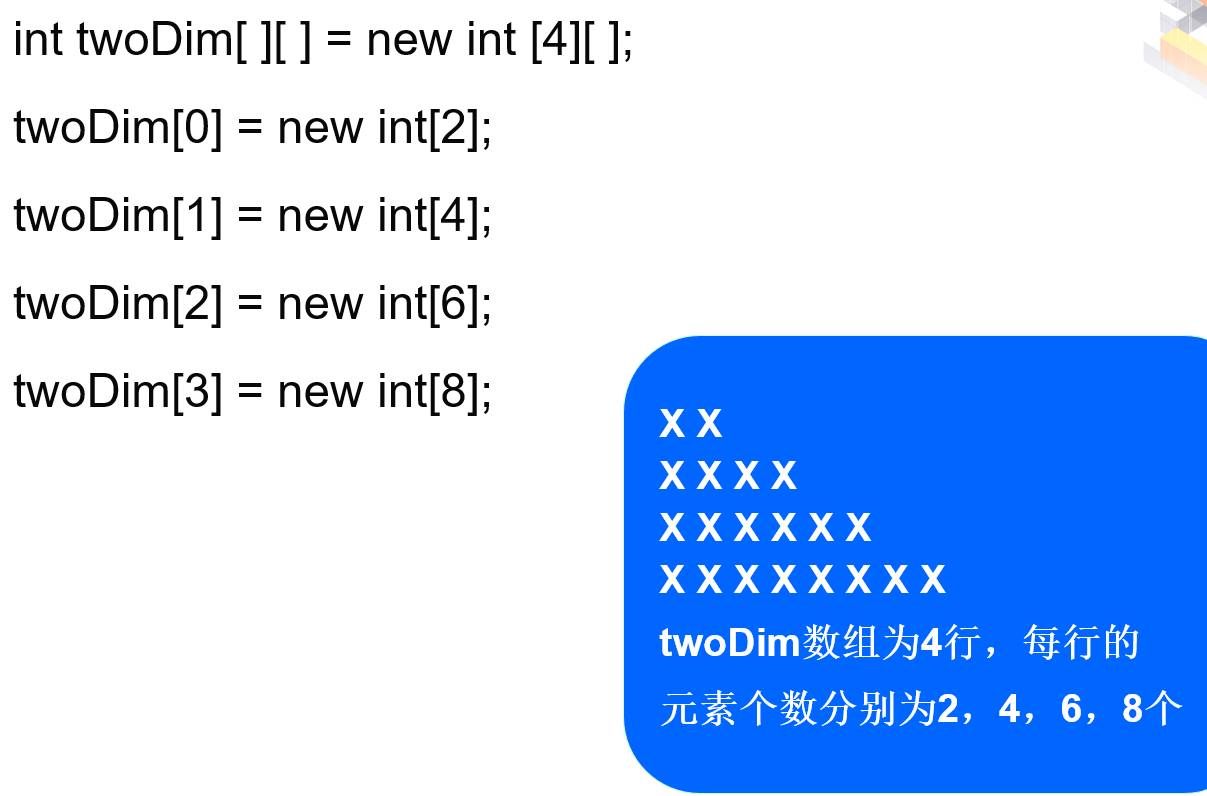 int twoDim[ ][ ] = new int [4][ ];
twoDim[0] = new int[2];
twoDim[1] = new int[4];
twoDim[2] = new int[6];
twoDim[3] = new int[8];
X X
X X X X
X X X X X X
X X X X X X X X
twoDim数组为4行，每行的
元素个数分别为2，4，6，8个